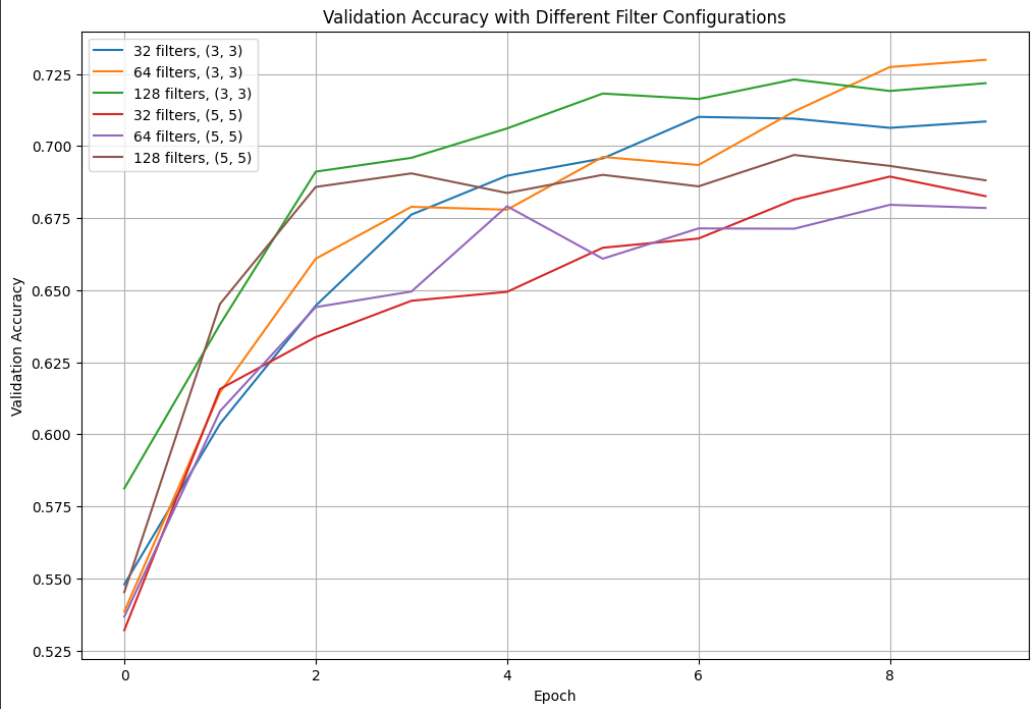 Validation Accuracy with Different Filter Configurations
32 filters, (3, 3)
64 filters, (3, 3)
128 filters, (3, 3)
32 filters, (5, 5)
64 filters, (5, 5)
128 filters, (5, 5)
0.725
0.700
0.675
0.650
0.625
0.600
0.575
0.550
0.525
Validation Accuracy
0 2 4 6 8
Epoch